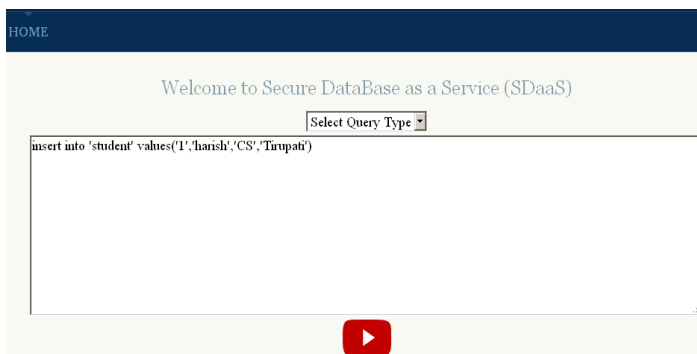 HOME
Welcome to Secure DataBase as a Service (SDaaS)
Select Query Type
insert into 'student' values('1','harish','CS','Tirupati')